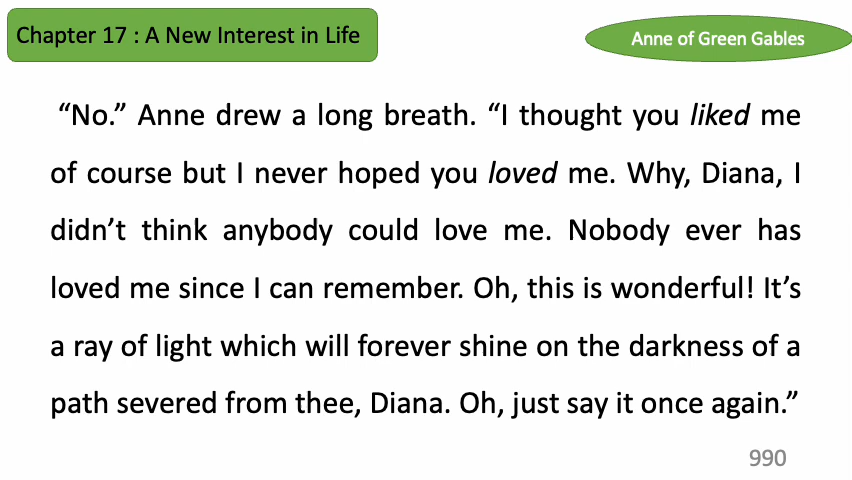 Chapter 17 : A New Interest in Life
Anne of Green Gables
“No.” Anne drew a long breath. “I thought you liked me
of course but I never hoped you loved me. Why, Diana, I
didn’t think anybody could love me. Nobody ever has
loved me since I can remember. Oh, this is wonderful! It’s
a ray of light which will forever shine on the darkness of a
path severed from thee, Diana. Oh, just say it once again.”
990